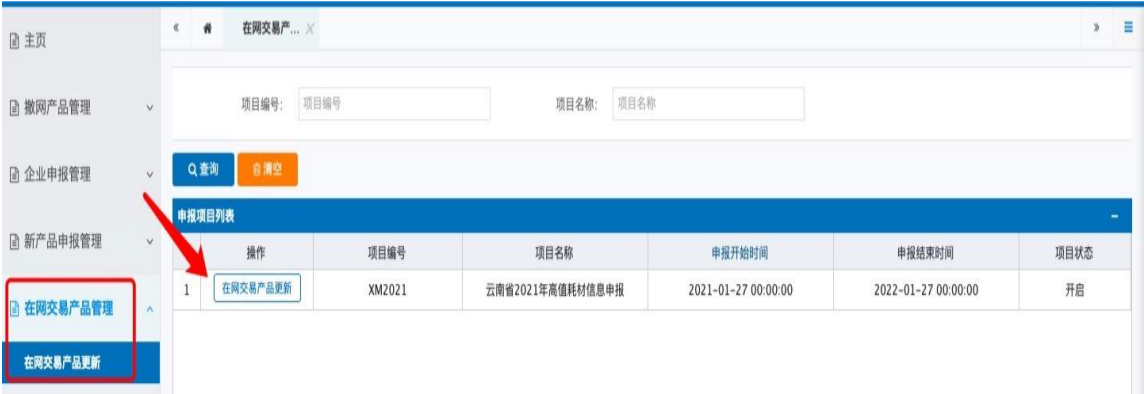 主页
撤网产品管理
企业申报管理
新产品申报管理
在网交易产品管理
在网交易产品更新
在网交易产...
项目编号: 项目编号 项目名称: 项目名称
查询 清空
申报项目列表
操作 项目编号 项目名称 申报开始时间 申报结束时间 项目状态
1 在网交易产品更新 XM2021 云南省2021年高值耗材信息申报 2021-01-27 00:00:00 2022-01-27 00:00:00 开启